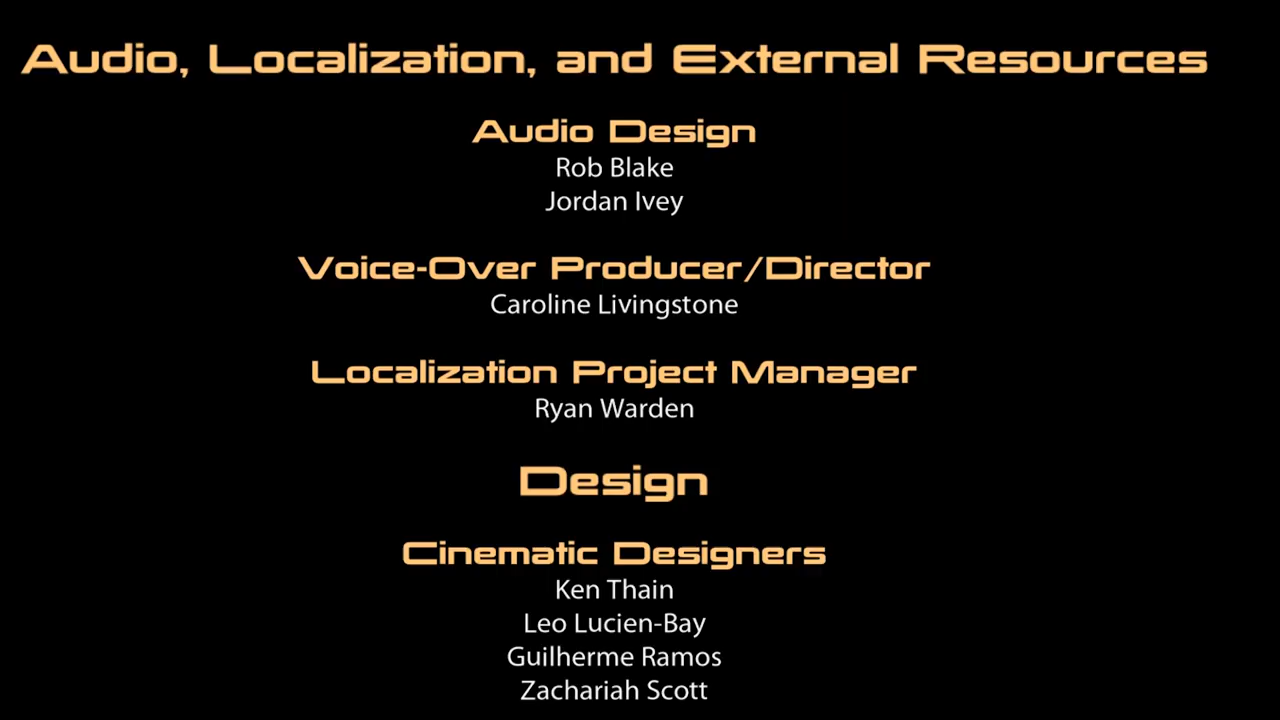 Audio, Localization, and External Resources
Audio Design
Rob Blake
Jordan Ivey
Voice-Over Producer/Director
Caroline Livingstone
Localization Project Manager
Ryan Warden
Design
Cinematic Designers
Ken Thain
Leo Lucien-Bay
Guilherme Ramos
Zachariah Scott